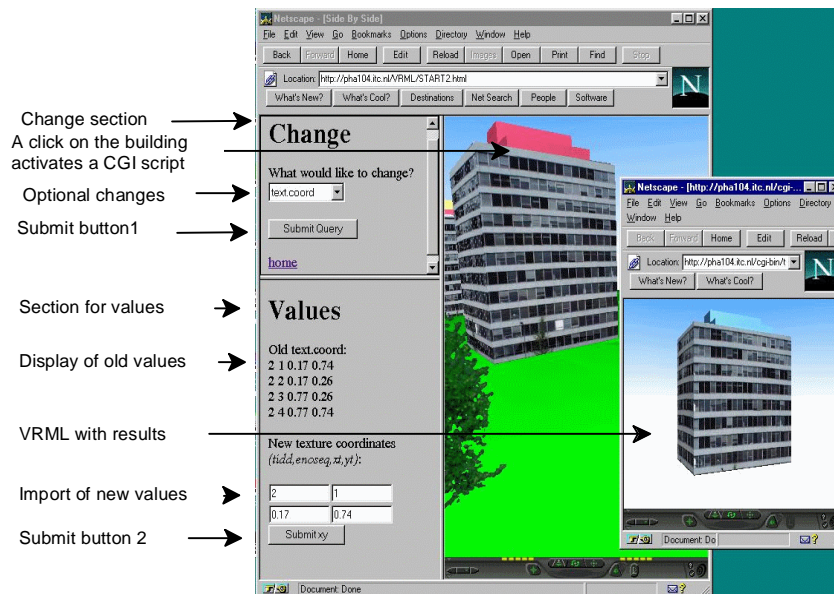 Netscape - [Side By Side]
File Edit View Go Bookmarks Options Directory Window Help
Back Forward Home Edit Reload Images Open Print Find Stop
Location: http://pha104.itc.nl/VRML/START2.html
N
What's New? What's Cool? Destinations Net Search People Software
Change section
A click on the building
activates a CGI script
Optional changes
Submit button1
Section for values
Display of old values
VRML with results
Import of new values
Submit button 2
Change
What would like to change?
text.coord
Submit Query
home
Values
Old text.coord:
2 1 0.17 0.74
2 2 0.17 0.26
2 3 0.77 0.26
2 4 0.77 0.74
New texture coordinates
(tidd,enoseq,xt,yt):
2 1
0.17 0.74
Submit xy
Document: Done
Netscape - [http://pha104.itc.nl/cgi-...
File Edit View Go Bookmarks Options Directory
Window Help
Back Forward Home Edit Reload
Location: http://pha104.itc.nl/cgi-bin/t
N
What's New? What's Cool?
Document: Do